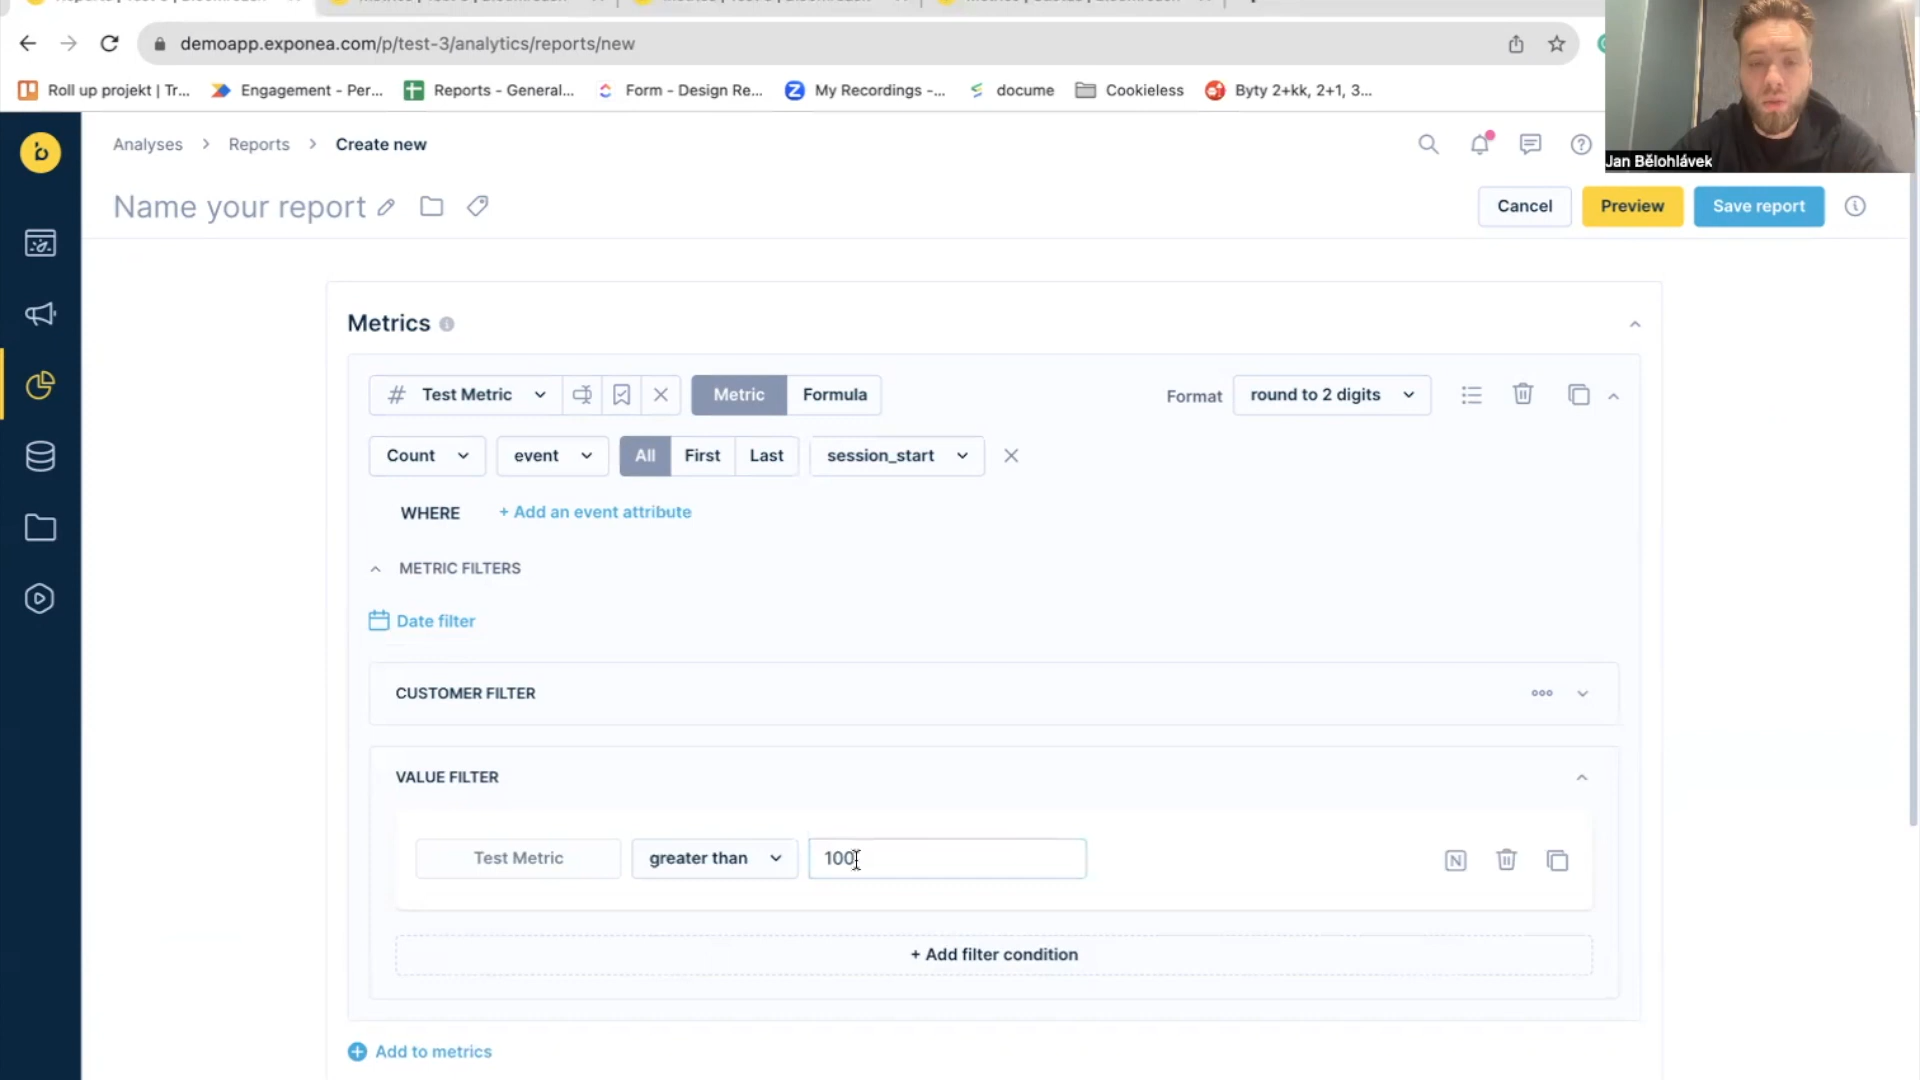 demoapp.exponea.com/p/test-3/analytics/reports/new
Roll up projekt | Tr... Engagement - Per... Reports - General... Form - Design Re... My Recordings -... docume Cookieless Byty 2+kk, 2+1, 3...
Jan Bělohlávek
Analyses > Reports > Create new
Name your report
Cancel Preview Save report
Metrics
# Test Metric Metric Formula Format round to 2 digits
Count event All First Last session_start
WHERE + Add an event attribute
METRIC FILTERS
Date filter
CUSTOMER FILTER
VALUE FILTER
Test Metric greater than 100
N
+ Add filter condition
Add to metrics